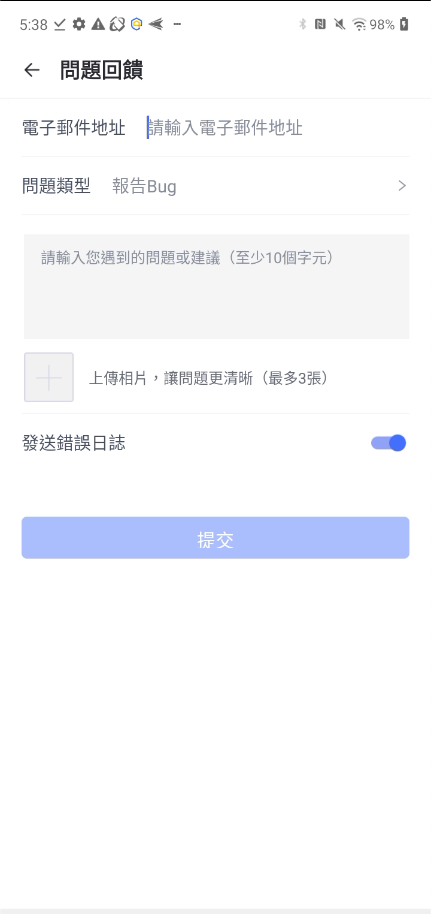 5:38
98%
問題回饋
電子郵件地址 請輸入電子郵件地址
問題類型 報告Bug
請輸入您遇到的問題或建議（至少10個字元）
上傳相片，讓問題更清晰（最多3張）
發送錯誤日誌
提交